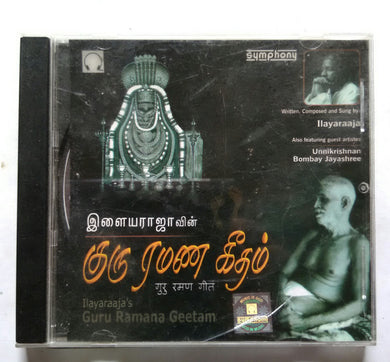 symphony
Written, Composed and Sung by
Ilayaraaja
Also featuring guest artistes
Unnikrishnan
Bombay Jayashree
இளையராஜாவின்
குரு ரமண கீதம்
गुरु रमण गीतं
Ilayaraaja's
Guru Ramana Geetam